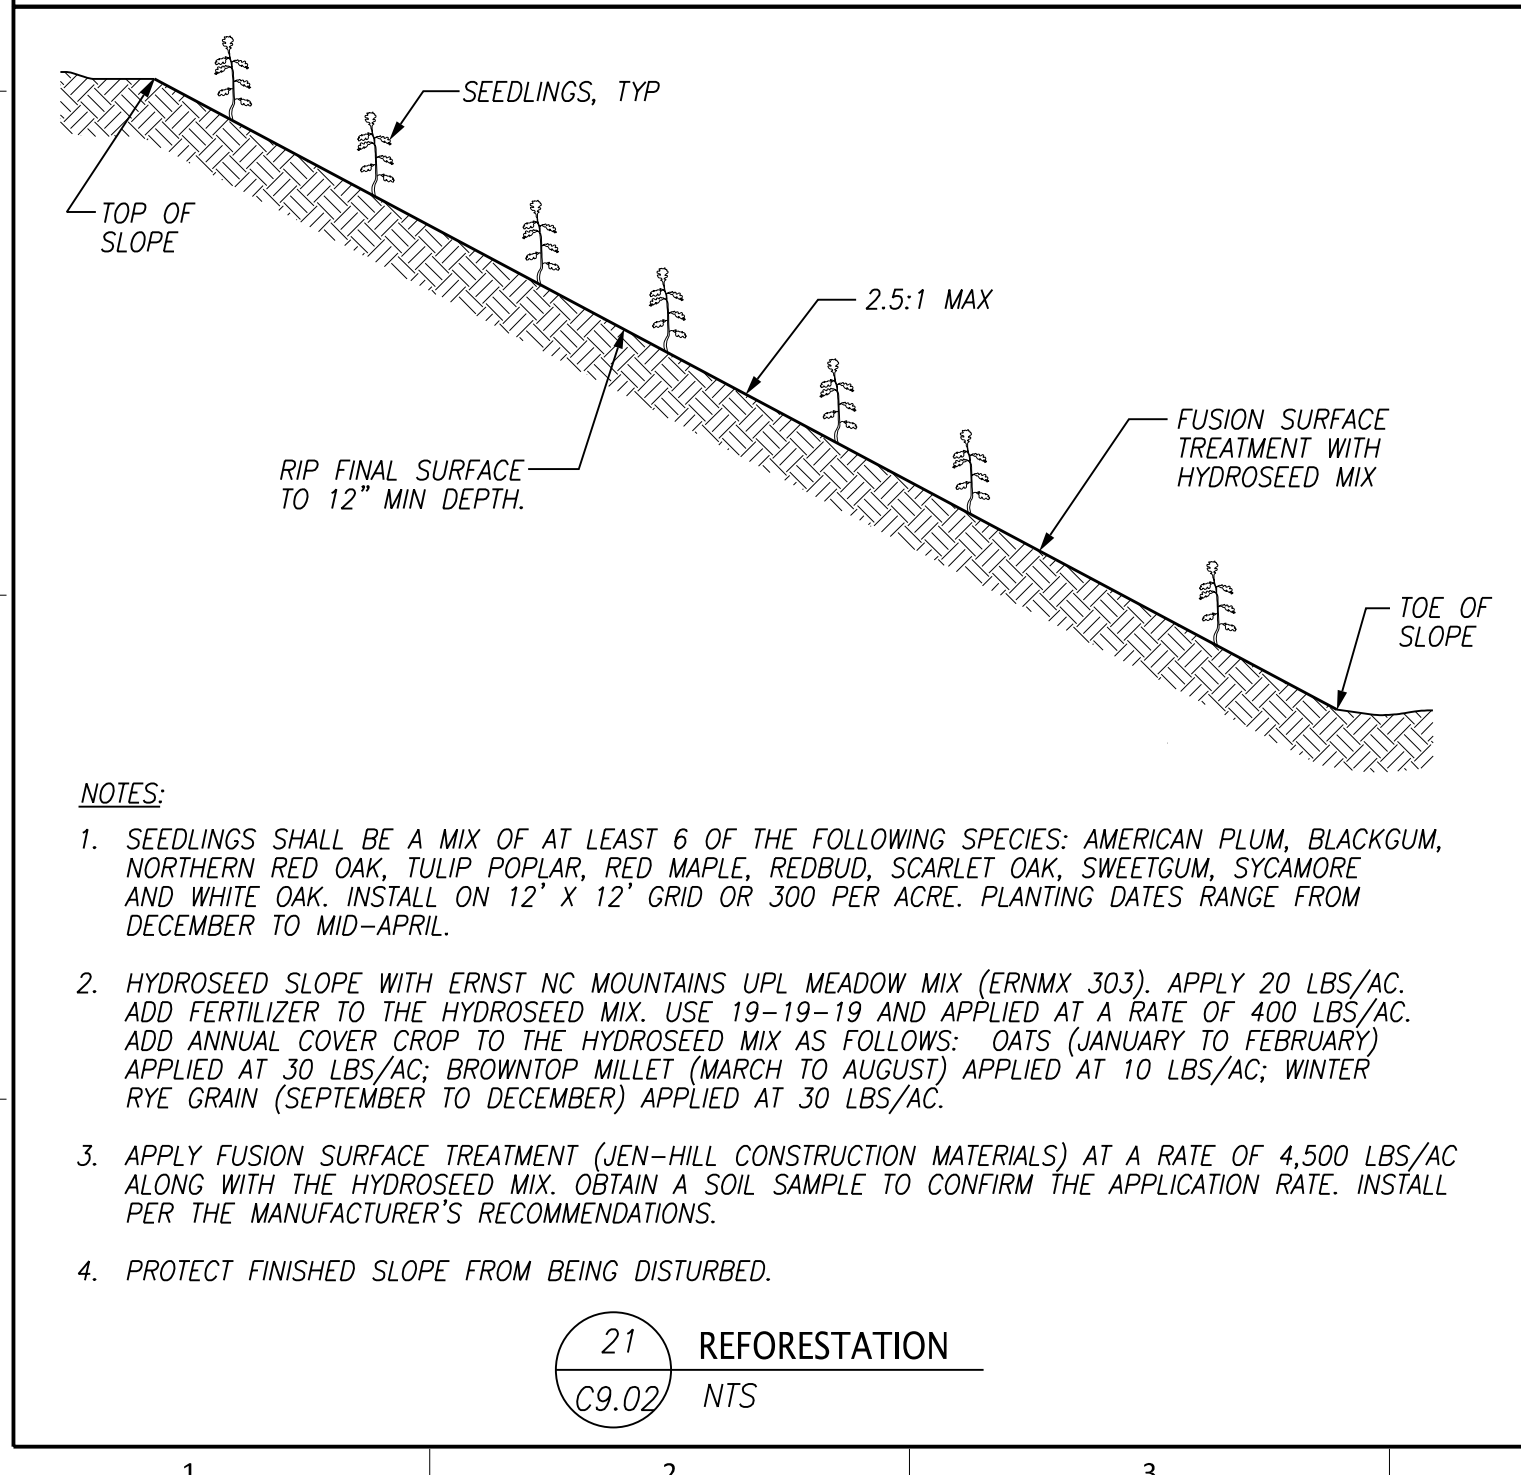 SEEDLINGS, TYP
TOP OF
SLOPE
2.5:1 MAX
RIP FINAL SURFACE
TO 12" MIN DEPTH.
FUSION SURFACE
TREATMENT WITH
HYDROSEED MIX
TOE OF
SLOPE
NOTES:
1. SEEDLINGS SHALL BE A MIX OF AT LEAST 6 OF THE FOLLOWING SPECIES: AMERICAN PLUM, BLACKGUM,
NORTHERN RED OAK, TULIP POPLAR, RED MAPLE, REDBUD, SCARLET OAK, SWEETGUM, SYCAMORE
AND WHITE OAK. INSTALL ON 12' X 12' GRID OR 300 PER ACRE. PLANTING DATES RANGE FROM
DECEMBER TO MID-APRIL.
2. HYDROSEED SLOPE WITH ERNST NC MOUNTAINS UPL MEADOW MIX (ERNMX 303). APPLY 20 LBS/AC.
ADD FERTILIZER TO THE HYDROSEED MIX. USE 19-19-19 AND APPLIED AT A RATE OF 400 LBS/AC.
ADD ANNUAL COVER CROP TO THE HYDROSEED MIX AS FOLLOWS: OATS (JANUARY TO FEBRUARY)
APPLIED AT 30 LBS/AC; BROWNTOP MILLET (MARCH TO AUGUST) APPLIED AT 10 LBS/AC; WINTER
RYE GRAIN (SEPTEMBER TO DECEMBER) APPLIED AT 30 LBS/AC.
3. APPLY FUSION SURFACE TREATMENT (JEN-HILL CONSTRUCTION MATERIALS) AT A RATE OF 4,500 LBS/AC
ALONG WITH THE HYDROSEED MIX. OBTAIN A SOIL SAMPLE TO CONFIRM THE APPLICATION RATE. INSTALL
PER THE MANUFACTURER'S RECOMMENDATIONS.
4. PROTECT FINISHED SLOPE FROM BEING DISTURBED.
21 REFORESTATION
C9.02 NTS
1 2 3